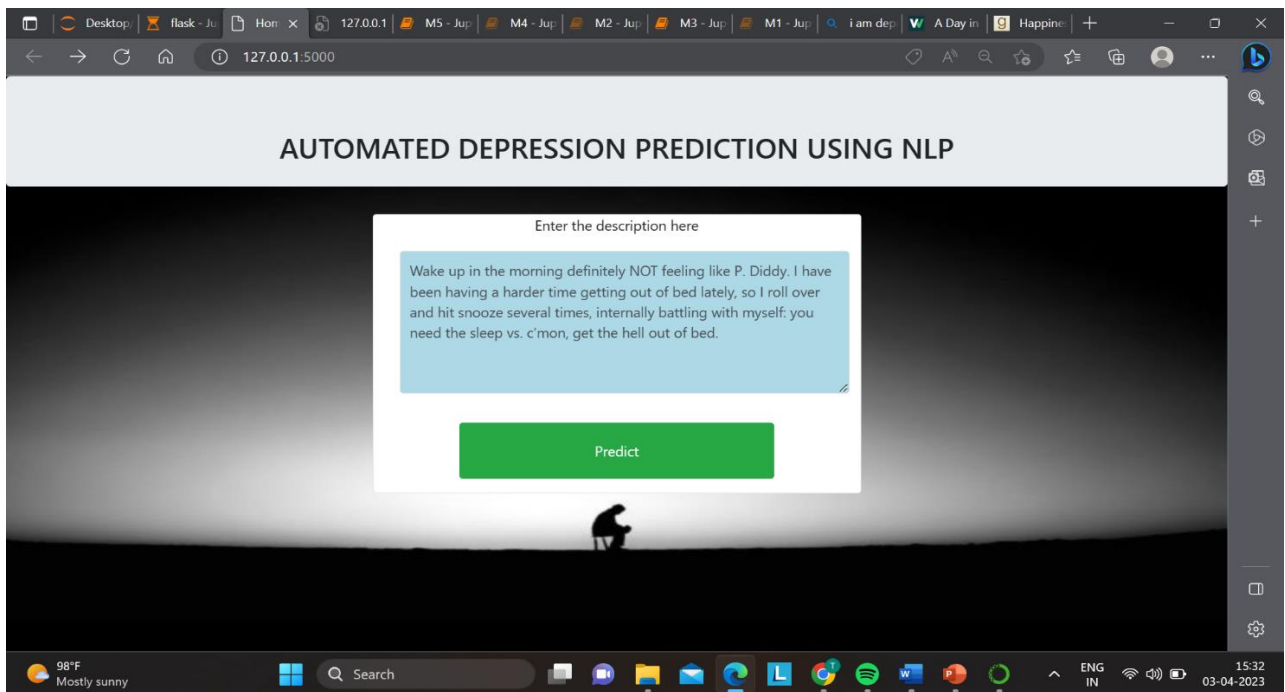 Desktop/ flask - Ju Hom 127.0.0.1 M5 - Jup M4 - Jup M2 - Jup M3 - Jup M1 - Jup i am dep A Day in Happine
127.0.0.1:5000
AUTOMATED DEPRESSION PREDICTION USING NLP
Enter the description here
Wake up in the morning definitely NOT feeling like P. Diddy. I have
been having a harder time getting out of bed lately, so I roll over
and hit snooze several times, internally battling with myself: you
need the sleep vs. c'mon, get the hell out of bed.
Predict
98°F
Mostly sunny
Search
ENG
IN
15:32
03-04-2023